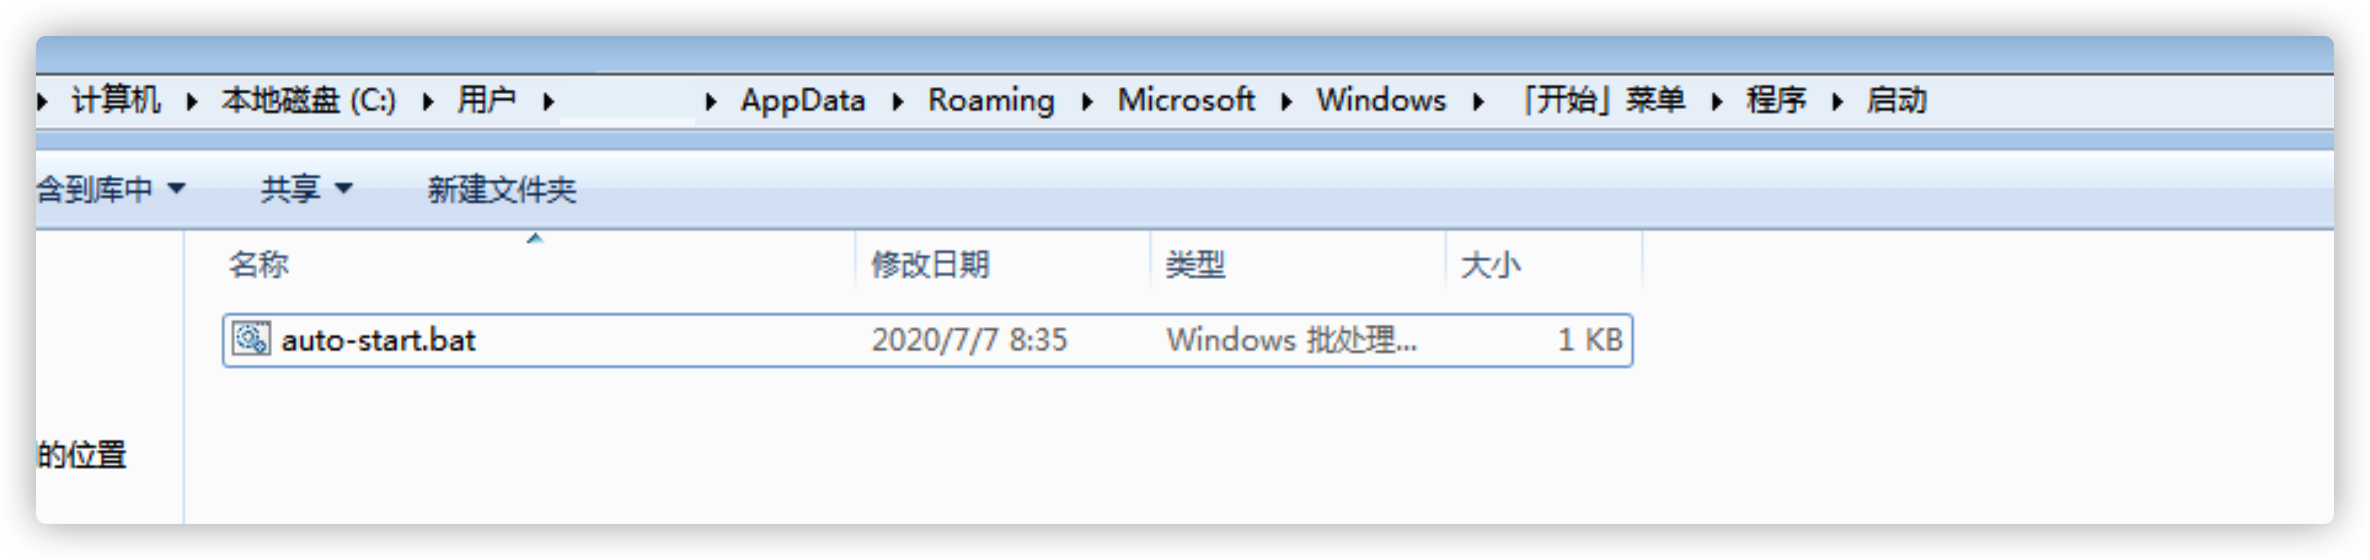 计算机 本地磁盘 (C:) 用户 AppData Roaming Microsoft Windows 「开始」菜单 程序 启动
含到库中 共享 新建文件夹
名称 修改日期 类型 大小
auto-start.bat 2020/7/7 8:35 Windows 批处理... 1 KB
的位置